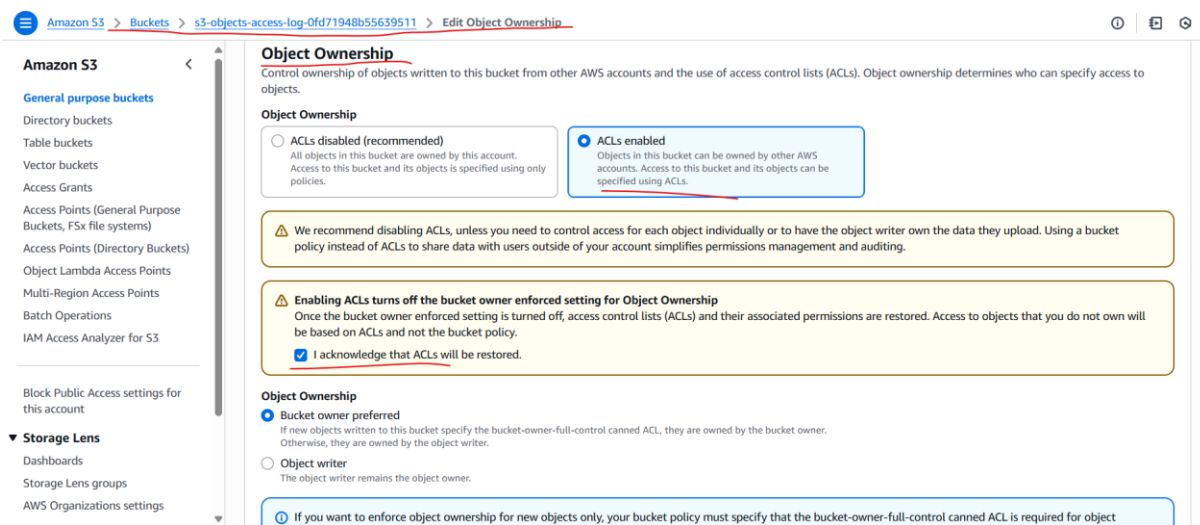 Amazon S3 > Buckets > s3-objects-access-log-0fd71948b55639511 > Edit Object Ownership
Amazon S3
General purpose buckets
Directory buckets
Table buckets
Vector buckets
Access Grants
Access Points (General Purpose
Buckets, FSx file systems)
Access Points (Directory Buckets)
Object Lambda Access Points
Multi-Region Access Points
Batch Operations
IAM Access Analyzer for S3
Block Public Access settings for
this account
Storage Lens
Dashboards
Storage Lens groups
AWS Organizations settings
Object Ownership
Control ownership of objects written to this bucket from other AWS accounts and the use of access control lists (ACLs). Object ownership determines who can specify access to
objects.
Object Ownership
ACLs disabled (recommended)
All objects in this bucket are owned by this account.
Access to this bucket and its objects is specified using only
policies.
ACLs enabled
Objects in this bucket can be owned by other AWS
accounts. Access to this bucket and its objects can be
specified using ACLs.
We recommend disabling ACLs, unless you need to control access for each object individually or to have the object writer own the data they upload. Using a bucket
policy instead of ACLs to share data with users outside of your account simplifies permissions management and auditing.
Enabling ACLs turns off the bucket owner enforced setting for Object Ownership
Once the bucket owner enforced setting is turned off, access control lists (ACLs) and their associated permissions are restored. Access to objects that you do not own will
be based on ACLs and not the bucket policy.
I acknowledge that ACLs will be restored.
Object Ownership
Bucket owner preferred
If new objects written to this bucket specify the bucket-owner-full-control canned ACL, they are owned by the bucket owner.
Otherwise, they are owned by the object writer.
Object writer
The object writer remains the object owner.
If you want to enforce object ownership for new objects only, your bucket policy must specify that the bucket-owner-full-control canned ACL is required for object